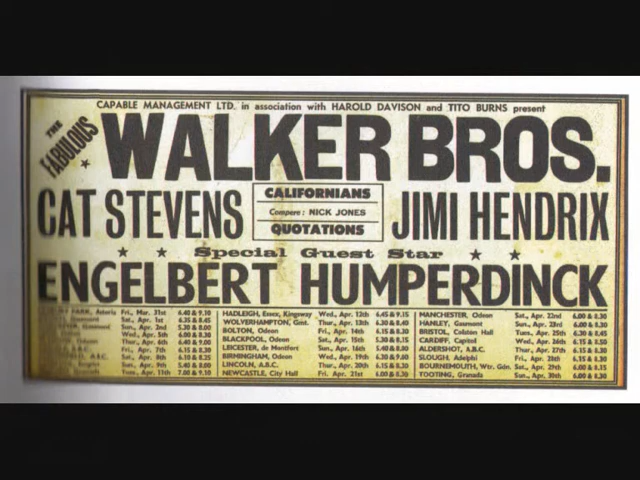 CAPABLE MANAGEMENT LTD. in association with HAROLD DAVISON and TITO BURNS present
THE
FABULOUS
WALKER BROS.
CAT STEVENS
CALIFORNIANS
Compere: NICK JONES
QUOTATIONS
JIMI HENDRIX
Special Guest Star
ENGELBERT HUMPERDINCK
PARK, Astoria Fri., Mar. 31st 6.40 & 9.10
Sat., Apr. 1st 6.35 & 8.45
Sun., Apr. 2nd 5.30 & 8.00
Wed., Apr. 5th 6.00 & 8.30
Odeon Thur., Apr. 6th 6.40 & 9.00
Fri., Apr. 7th 6.15 & 8.30
A.B.C. Sat., Apr. 8th
Sun., Apr. 9th 5.40 & 8.00
Tues., Apr. 11th 7.00 & 9.10
HADLEIGH, Essex, Kingsway Wed., Apr. 12th 6.45 & 9.15
WOLVERHAMPTON, Gmt. Thur., Apr. 13th 6.30 & 8.40
BOLTON, Odeon Fri., Apr. 14th 6.15 & 8.30
BLACKPOOL, Odeon Sat., Apr. 15th
LEICESTER, de Montfort Sun., Apr. 16th 5.40 & 8.00
BIRMINGHAM, Odeon Wed., Apr. 19th 6.30 & 9.00
LINCOLN, A.B.C. Thur., Apr. 20th 6.15 & 8.30
NEWCASTLE, City Hall Fri. Apr. 21st 6.00 & 8.30
MANCHESTER, Odeon Sat., Apr. 22nd 6.00 & 8.30
HANLEY, Gaumont Sun., Apr. 23rd 6.00 & 8.30
BRISTOL, Colston Hall Tues., Apr. 25th 6.30 & 8.45
CARDIFF, Capitol Wed., Apr. 26th 6.15 & 8.50
ALDERSHOT, A.B.C. Thur., Apr. 27th 6.15 & 8.30
SLOUGH, Adelphi Fri., Apr. 28th 6.15 & 8.30
BOURNEMOUTH, Wtr. Gdn. Sat., Apr. 29th 6.00 & 8.15
TOOTING, Granada Sun., Apr. 30th 6.00 & 8.30